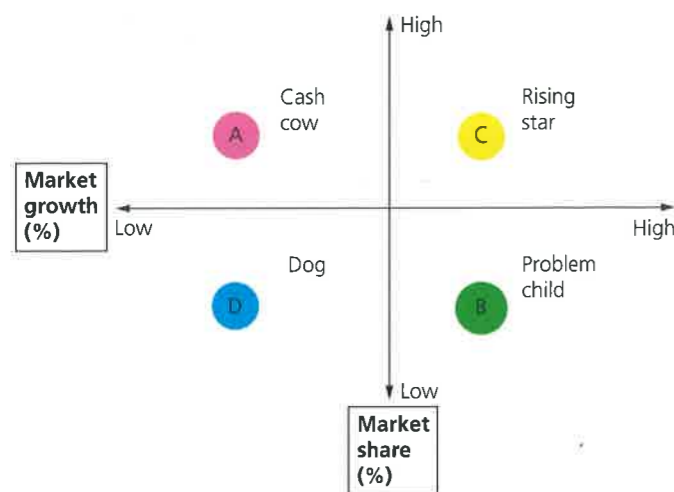 High
Cash
cow
Rising
star
A
C
Market
growth
(%)
Low
High
Dog
Problem
child
D
B
Low
Market
share
(%)